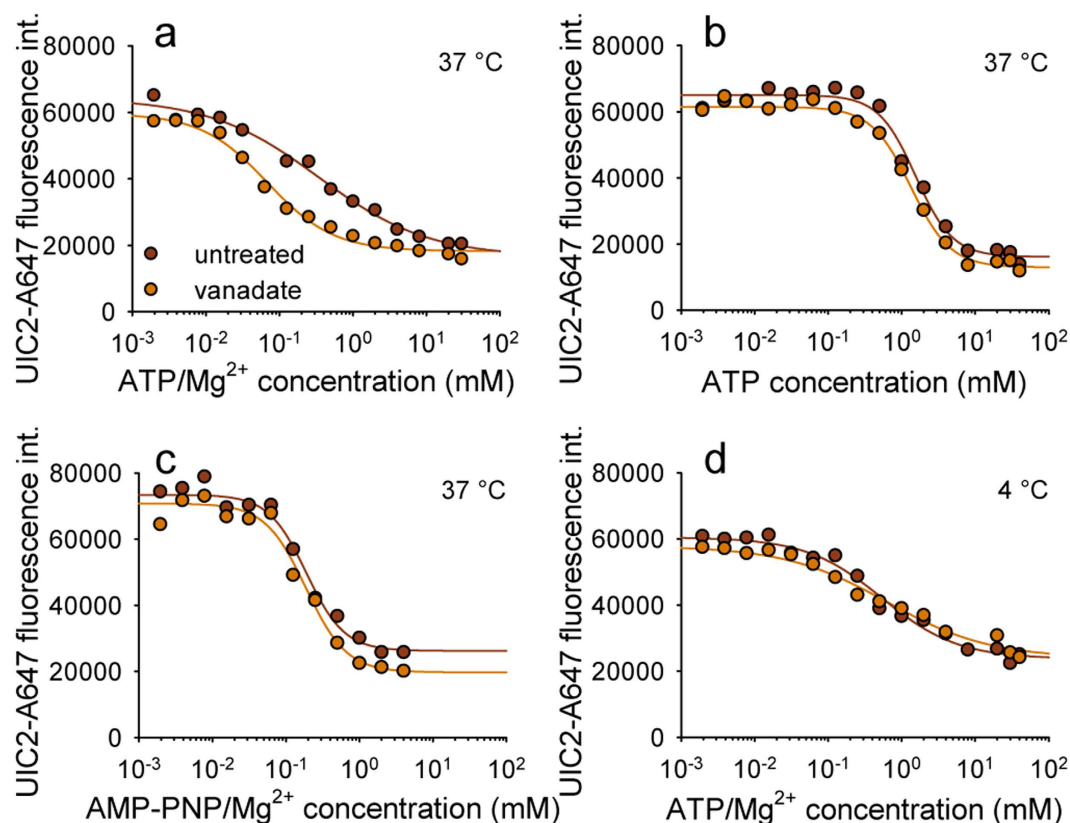 a
37 °C
UIC2-A647 fluorescence int.
80000
60000
40000
20000
0
untreated
vanadate
10⁻³ 10⁻² 10⁻¹ 10⁰ 10¹ 10²
ATP/Mg²⁺ concentration (mM)
b
37 °C
UIC2-A647 fluorescence int.
80000
60000
40000
20000
0
10⁻³ 10⁻² 10⁻¹ 10⁰ 10¹ 10²
ATP concentration (mM)
c
37 °C
UIC2-A647 fluorescence int.
80000
60000
40000
20000
0
10⁻³ 10⁻² 10⁻¹ 10⁰ 10¹ 10²
AMP-PNP/Mg²⁺ concentration (mM)
d
4 °C
UIC2-A647 fluorescence int.
80000
60000
40000
20000
0
10⁻³ 10⁻² 10⁻¹ 10⁰ 10¹ 10²
ATP/Mg²⁺ concentration (mM)